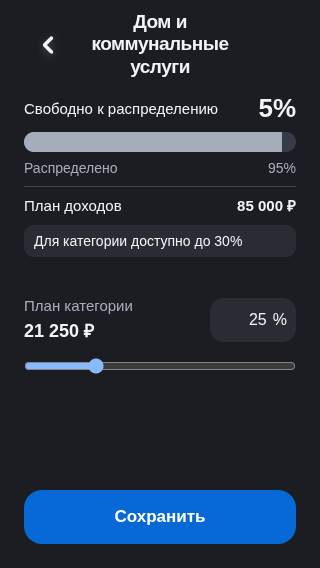 Дом и
коммунальные
услуги
Свободно к распределению 5%
Распределено 95%
План доходов 85 000 ₽
Для категории доступно до 30%
План категории
21 250 ₽
25 %
Сохранить